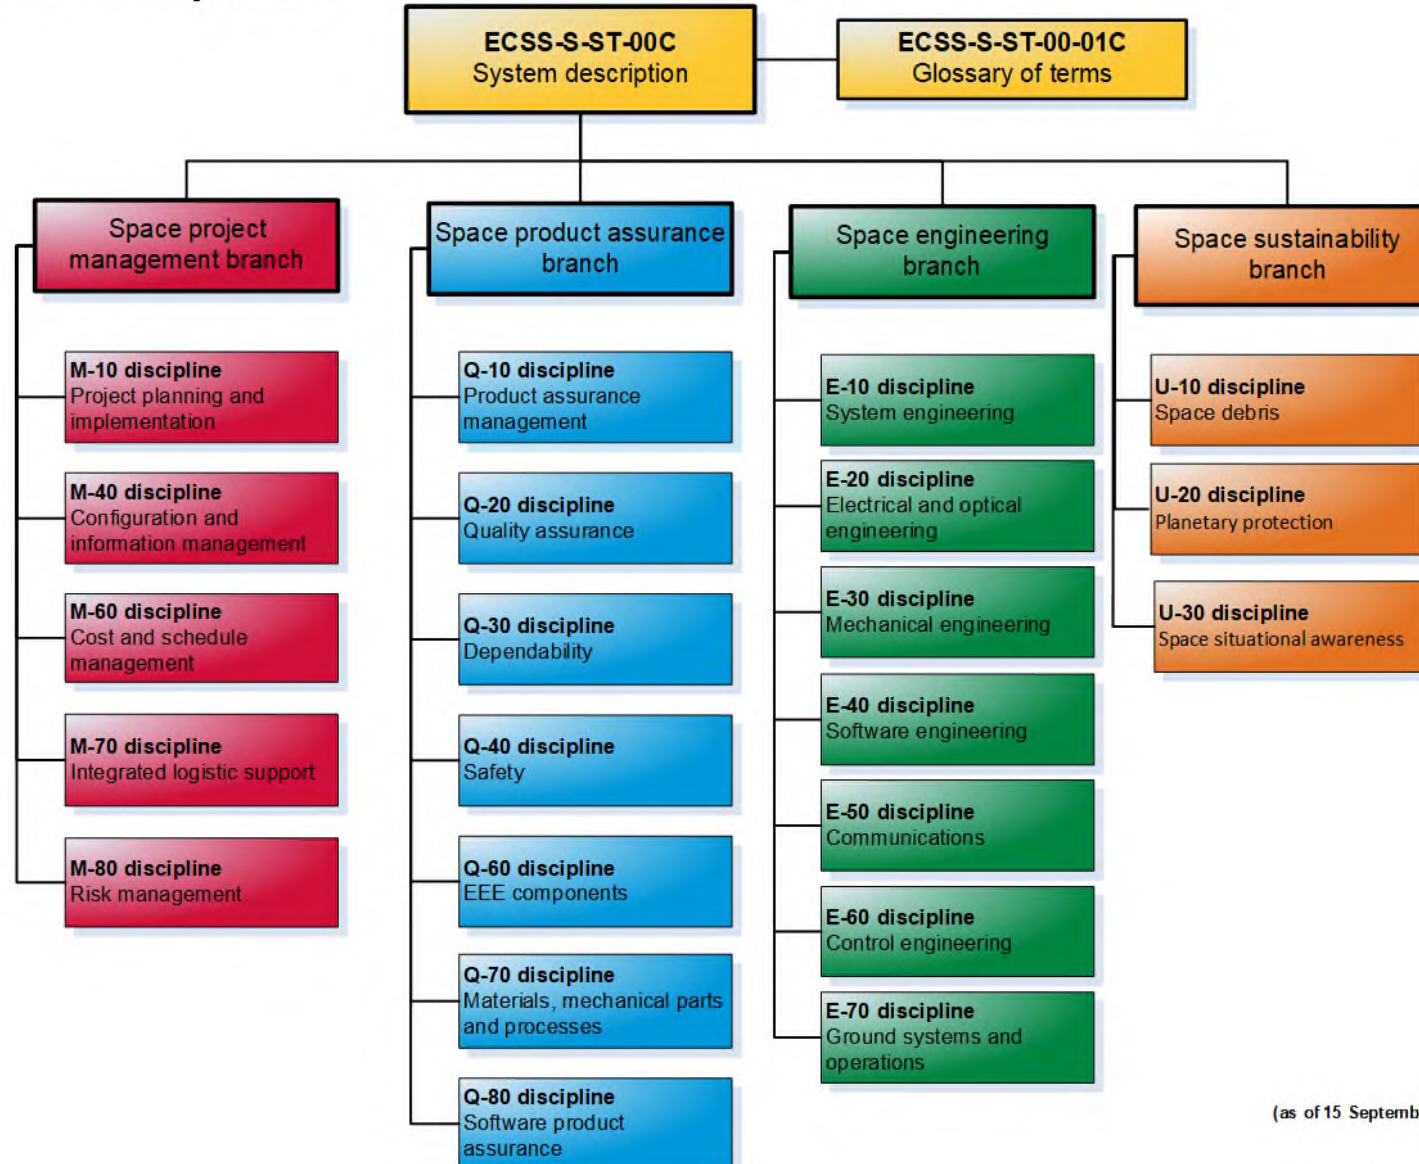 ECSS-S-ST-00C
System description
ECSS-S-ST-00-01C
Glossary of terms
Space project
management branch
M-10 discipline
Project planning and
implementation
M-40 discipline
Configuration and
information management
M-60 discipline
Cost and schedule
management
M-70 discipline
Integrated logistic support
M-80 discipline
Risk management
Space product assurance
branch
Q-10 discipline
Product assurance
management
Q-20 discipline
Quality assurance
Q-30 discipline
Dependability
Q-40 discipline
Safety
Q-60 discipline
EEE components
Q-70 discipline
Materials, mechanical parts
and processes
Q-80 discipline
Software product
assurance
Space engineering
branch
E-10 discipline
System engineering
E-20 discipline
Electrical and optical
engineering
E-30 discipline
Mechanical engineering
E-40 discipline
Software engineering
E-50 discipline
Communications
E-60 discipline
Control engineering
E-70 discipline
Ground systems and
operations
Space sustainability
branch
U-10 discipline
Space debris
U-20 discipline
Planetary protection
U-30 discipline
Space situational awareness
(as of 15 Septemb